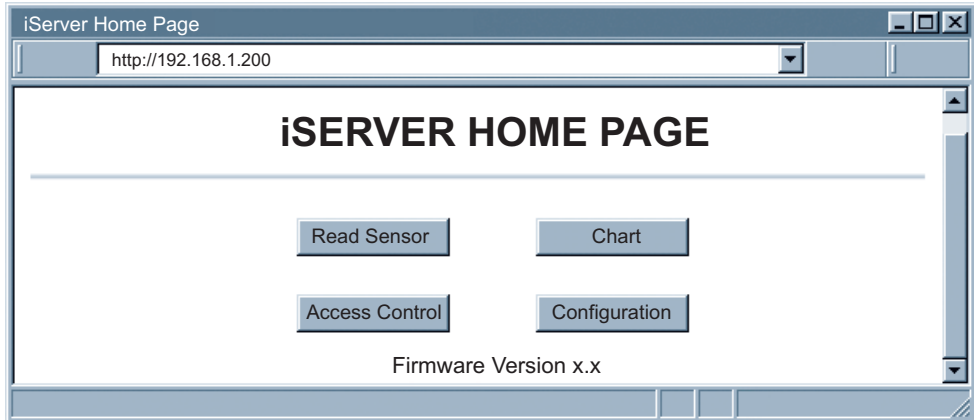 iServer Home Page
http://192.168.1.200
iSERVER HOME PAGE
Read Sensor Chart
Access Control Configuration
Firmware Version x.x